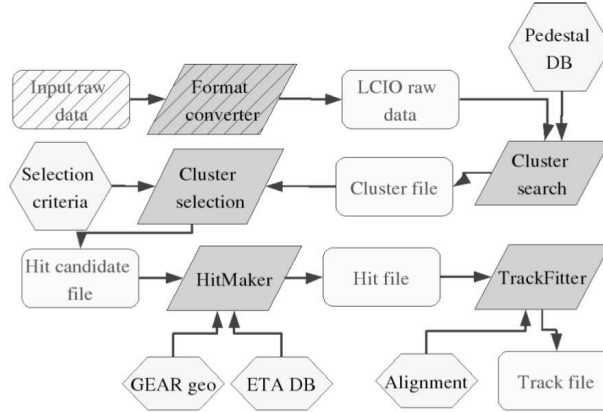 Pedestal
DB
Input raw
data
Format
converter
LCIO raw
data
Cluster
search
Selection
criteria
Cluster
selection
Cluster file
Hit candidate
file
HitMaker
Hit file
TrackFitter
GEAR geo
ETA DB
Alignment
Track file